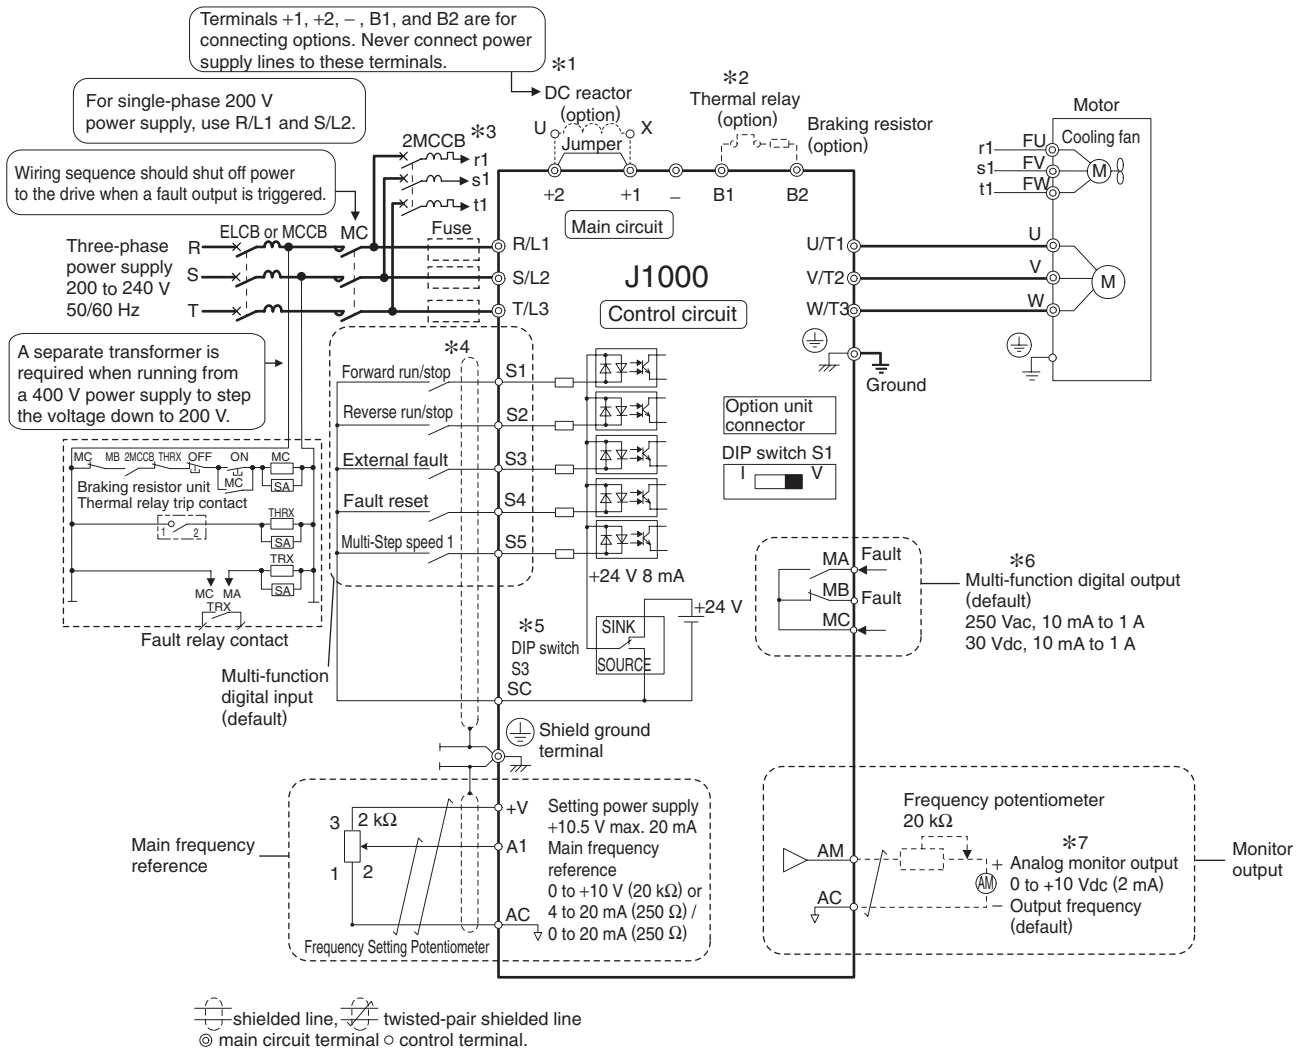 Terminals +1, +2, − , B1, and B2 are for
connecting options. Never connect power
supply lines to these terminals.
*1
DC reactor
(option)
U
X
Jumper
+2
+1
−
B1
B2
*2
Thermal relay
(option)
Braking resistor
(option)
Motor
Cooling fan
r1
FU
s1
FV
t1
FW
M
For single-phase 200 V
power supply, use R/L1 and S/L2.
2MCCB
*3
r1
s1
t1
Wiring sequence should shut off power
to the drive when a fault output is triggered.
ELCB or MCCB
MC
Fuse
Three-phase
power supply
200 to 240 V
50/60 Hz
R
S
T
R/L1
S/L2
T/L3
Main circuit
J1000
Control circuit
U/T1
V/T2
W/T3
U
V
W
M
Ground
A separate transformer is
required when running from
a 400 V power supply to step
the voltage down to 200 V.
*4
Forward run/stop
S1
Reverse run/stop
S2
External fault
S3
Fault reset
S4
Multi-Step speed 1
S5
+24 V 8 mA
Option unit
connector
DIP switch S1
I
V
MC
MB
2MCCB
THRX
OFF
ON
MC
MC
SA
Braking resistor unit
Thermal relay trip contact
1
2
THRX
SA
TRX
SA
MC
MA
TRX
Fault relay contact
Multi-function
digital input
(default)
*5
DIP switch
S3
SINK
SOURCE
+24 V
SC
MA
Fault
MB
Fault
MC
*6
Multi-function digital output
(default)
250 Vac, 10 mA to 1 A
30 Vdc, 10 mA to 1 A
Shield ground
terminal
Main frequency
reference
3
2 kΩ
1
2
Frequency Setting Potentiometer
+V
A1
AC
Setting power supply
+10.5 V max. 20 mA
Main frequency
reference
0 to +10 V (20 kΩ) or
4 to 20 mA (250 Ω) /
0 to 20 mA (250 Ω)
Frequency potentiometer
20 kΩ
AM
AC
AM
+
−
*7
Analog monitor output
0 to +10 Vdc (2 mA)
Output frequency
(default)
Monitor
output
shielded line,
twisted-pair shielded line
main circuit terminal
control terminal.